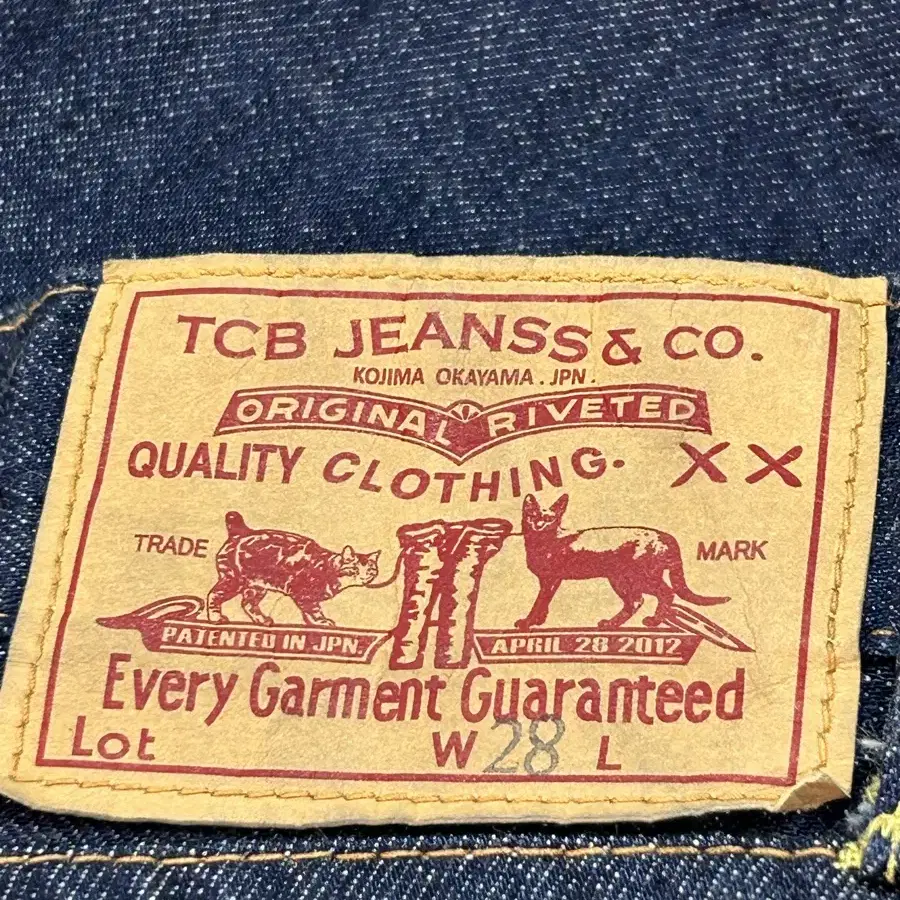 TCB JEANSS & CO.
KOJIMA OKAYAMA . JPN .
ORIGINAL RIVETED
QUALITY CLOTHING. XX
TRADE MARK
PATENTED IN JPN. APRIL 28 2012
Every Garment Guaranteed
Lot W 28 L